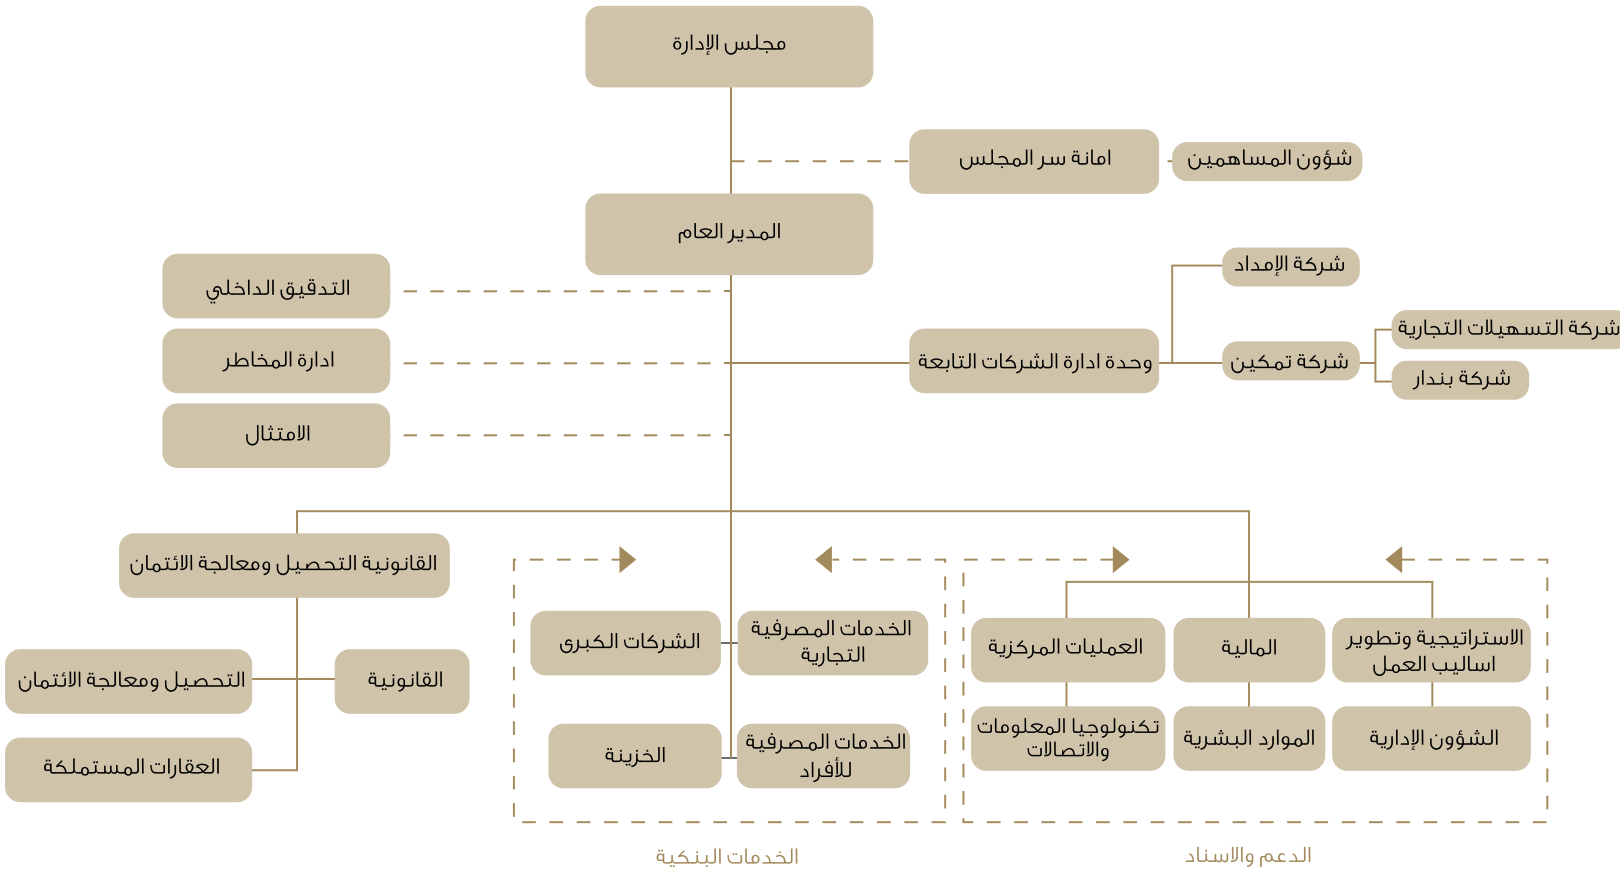 مجلس الإدارة
شؤون المساهمين
امانة سر المجلس
المدير العام
شركة الإمداد
التدقيق الداخلي
شركة التسهيلات التجارية
شركة تمكين
وحدة ادارة الشركات التابعة
ادارة المخاطر
شركة بندار
الامتثال
القانونية التحصيل ومعالجة الائتمان
الاستراتيجية وتطوير
اساليب العمل
المالية
العمليات المركزية
الخدمات المصرفية
التجارية
الشركات الكبرى
القانونية
التحصيل ومعالجة الائتمان
الشؤون الإدارية
الموارد البشرية
تكنولوجيا المعلومات
والاتصالات
الخدمات المصرفية
للأفراد
الخزينة
العقارات المستملكة
الدعم والاسناد
الخدمات البنكية